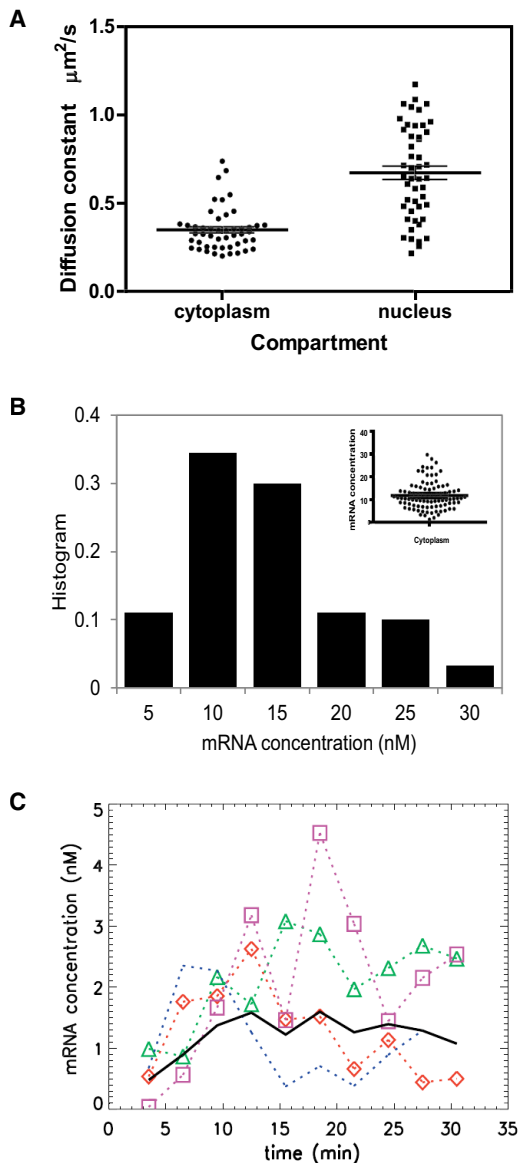 A
Diffusion constant µm²/s
1.5
1.0
0.5
0.0
cytoplasm nucleus
Compartment
B
Histogram
0.4
0.3
0.2
0.1
0
5 10 15 20 25 30
mRNA concentration (nM)
mRNA concentration
40
30
20
10
Cytoplasm
C
mRNA concentration (nM)
5
4
3
2
1
0
0 5 10 15 20 25 30 35
time (min)